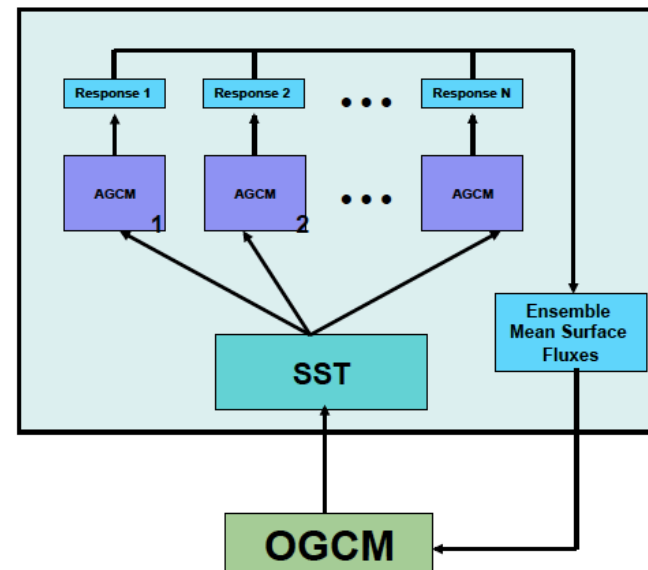 Response 1
Response 2
• • •
Response N
AGCM
1
AGCM
2
• • •
AGCM
Ensemble
Mean Surface
Fluxes
SST
OGCM